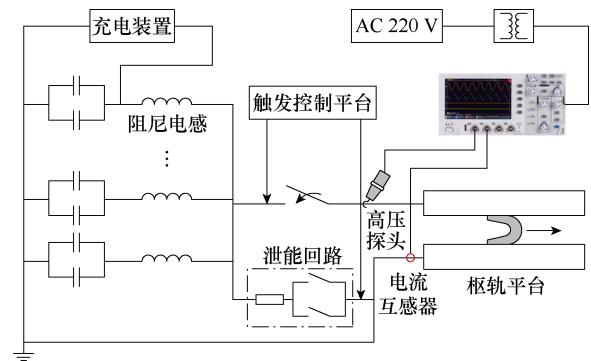 充电装置
AC 220 V
触发控制平台
阻尼电感
⋮
高压
探头
泄能回路
电流
互感器
枢轨平台